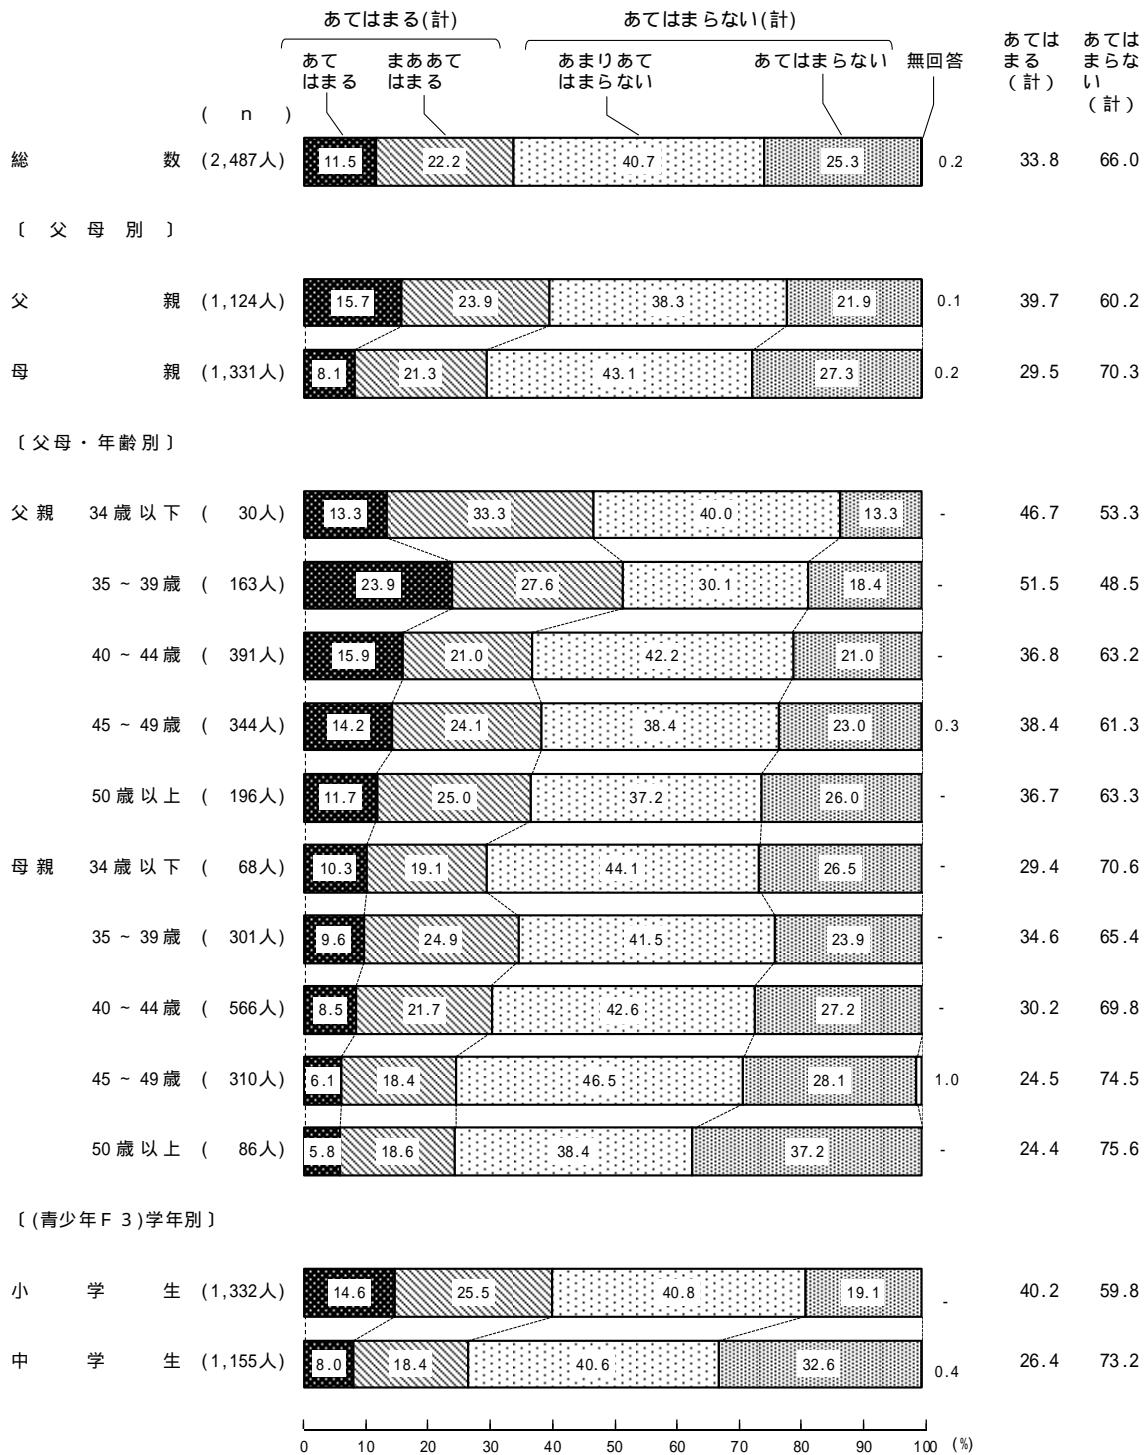 あてはまる(計) あてはまらない(計)
あてはまる まああてはまる あまりあてはまらない あてはまらない 無回答 あてはまる(計) あてはまらない(計)
( n )
総数 (2,487人) 11.5 22.2 40.7 25.3 0.2 33.8 66.0
〔父母別〕
父親 (1,124人) 15.7 23.9 38.3 21.9 0.1 39.7 60.2
母親 (1,331人) 8.1 21.3 43.1 27.3 0.2 29.5 70.3
〔父母・年齢別〕
父親 34歳以下 ( 30人) 13.3 33.3 40.0 13.3 - 46.7 53.3
35~39歳 ( 163人) 23.9 27.6 30.1 18.4 - 51.5 48.5
40~44歳 ( 391人) 15.9 21.0 42.2 21.0 - 36.8 63.2
45~49歳 ( 344人) 14.2 24.1 38.4 23.0 0.3 38.4 61.3
50歳以上 ( 196人) 11.7 25.0 37.2 26.0 - 36.7 63.3
母親 34歳以下 ( 68人) 10.3 19.1 44.1 26.5 - 29.4 70.6
35~39歳 ( 301人) 9.6 24.9 41.5 23.9 - 34.6 65.4
40~44歳 ( 566人) 8.5 21.7 42.6 27.2 - 30.2 69.8
45~49歳 ( 310人) 6.1 18.4 46.5 28.1 1.0 24.5 74.5
50歳以上 ( 86人) 5.8 18.6 38.4 37.2 - 24.4 75.6
〔(青少年F3)学年別〕
小学生 (1,332人) 14.6 25.5 40.8 19.1 - 40.2 59.8
中学生 (1,155人) 8.0 18.4 40.6 32.6 0.4 26.4 73.2
0 10 20 30 40 50 60 70 80 90 100 (%)